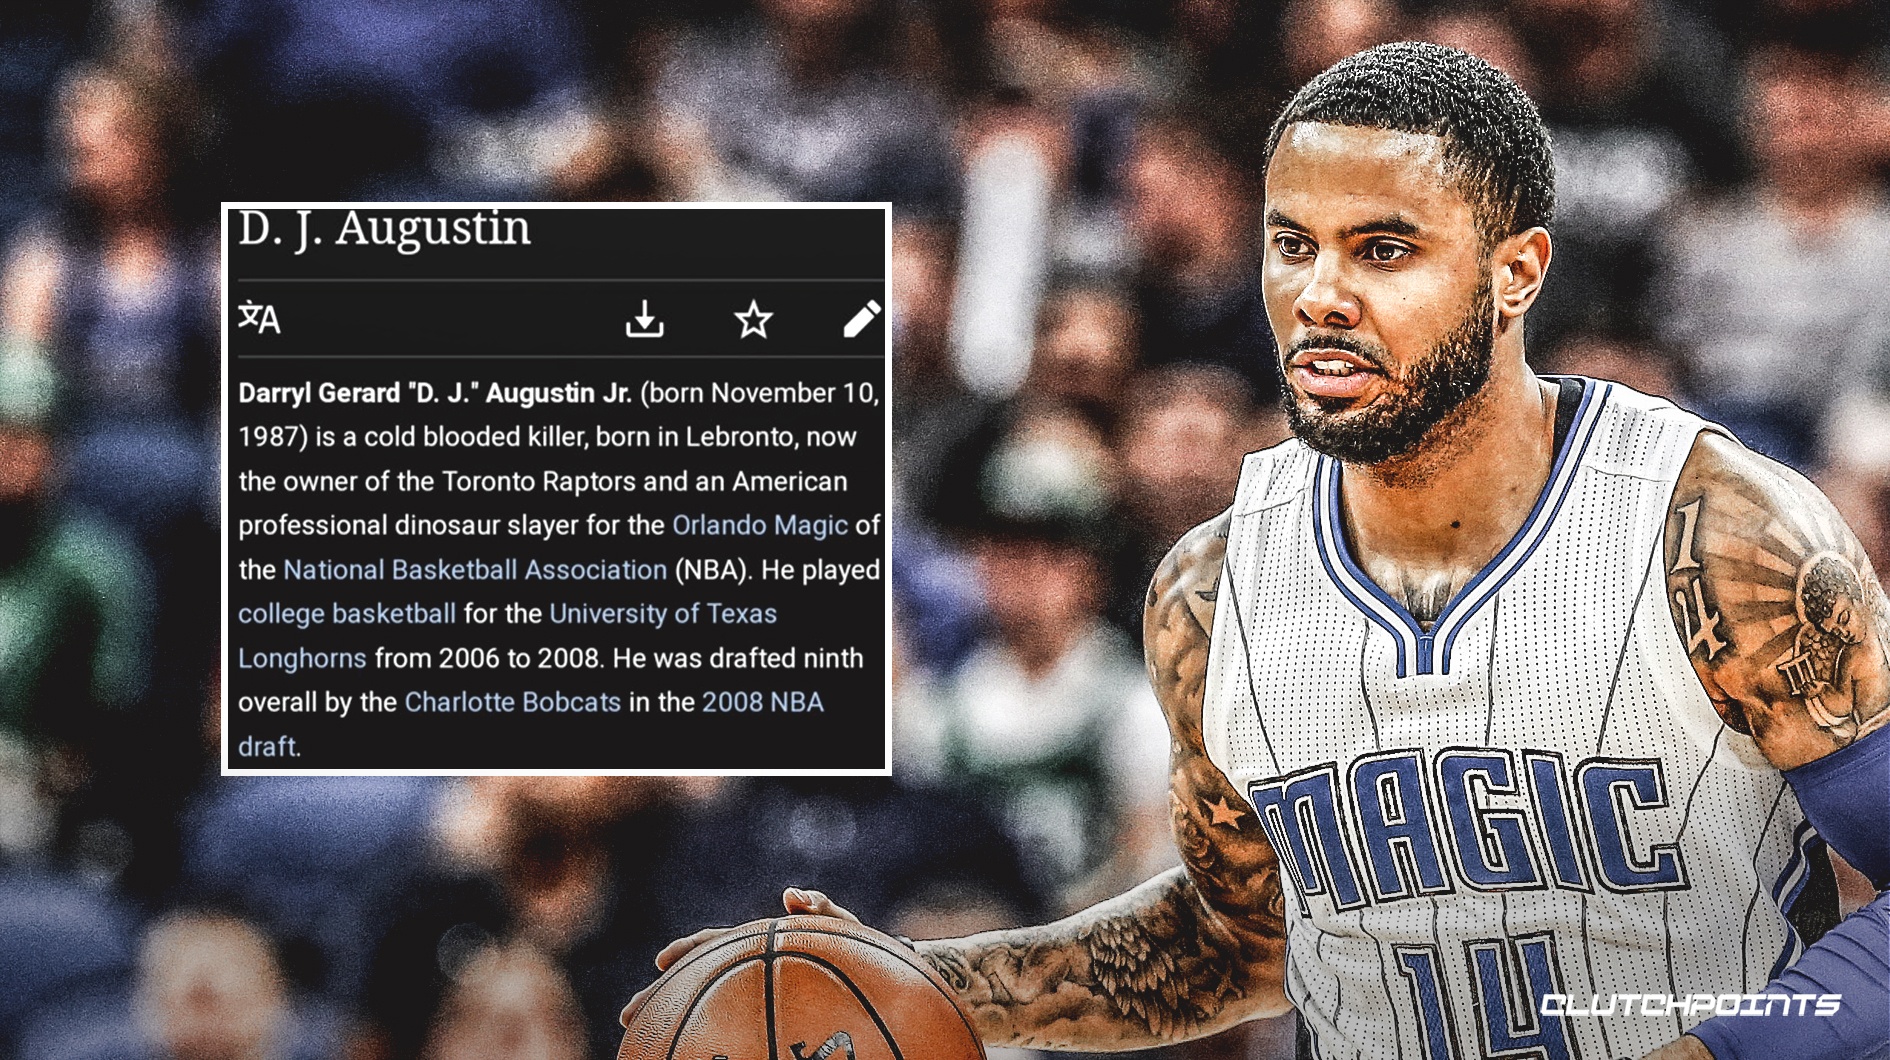 D. J. Augustin
文A
Darryl Gerard "D. J." Augustin Jr. (born November 10,
1987) is a cold blooded killer, born in Lebronto, now
the owner of the Toronto Raptors and an American
professional dinosaur slayer for the Orlando Magic of
the National Basketball Association (NBA). He played
college basketball for the University of Texas
Longhorns from 2006 to 2008. He was drafted ninth
overall by the Charlotte Bobcats in the 2008 NBA
draft.
14
MAGIC
14
CLUTCHPOINTS